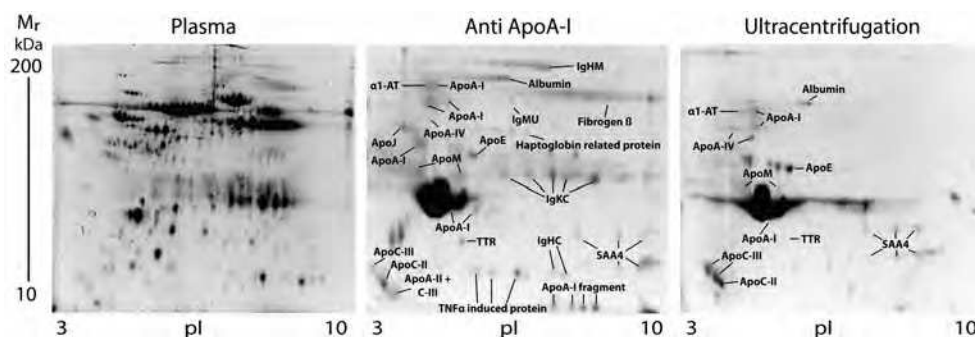 Mr
kDa
200
10
Plasma
3 pI 10
Anti ApoA-I
IgHM
α1-AT
ApoA-I
Albumin
ApoA-I
IgMU
Fibrogen ß
ApoJ
ApoA-IV
ApoE
Haptoglobin related protein
ApoA-I
ApoM
IgKC
ApoA-I
TTR
IgHC
SAA4
ApoC-III
ApoC-II
ApoA-II +
C-III
ApoA-I fragment
TNFα induced protein
3 pI 10
Ultracentrifugation
Albumin
α1-AT
ApoA-I
ApoA-IV
ApoM
ApoE
ApoA-I
TTR
SAA4
ApoC-III
ApoC-II
3 pI 10